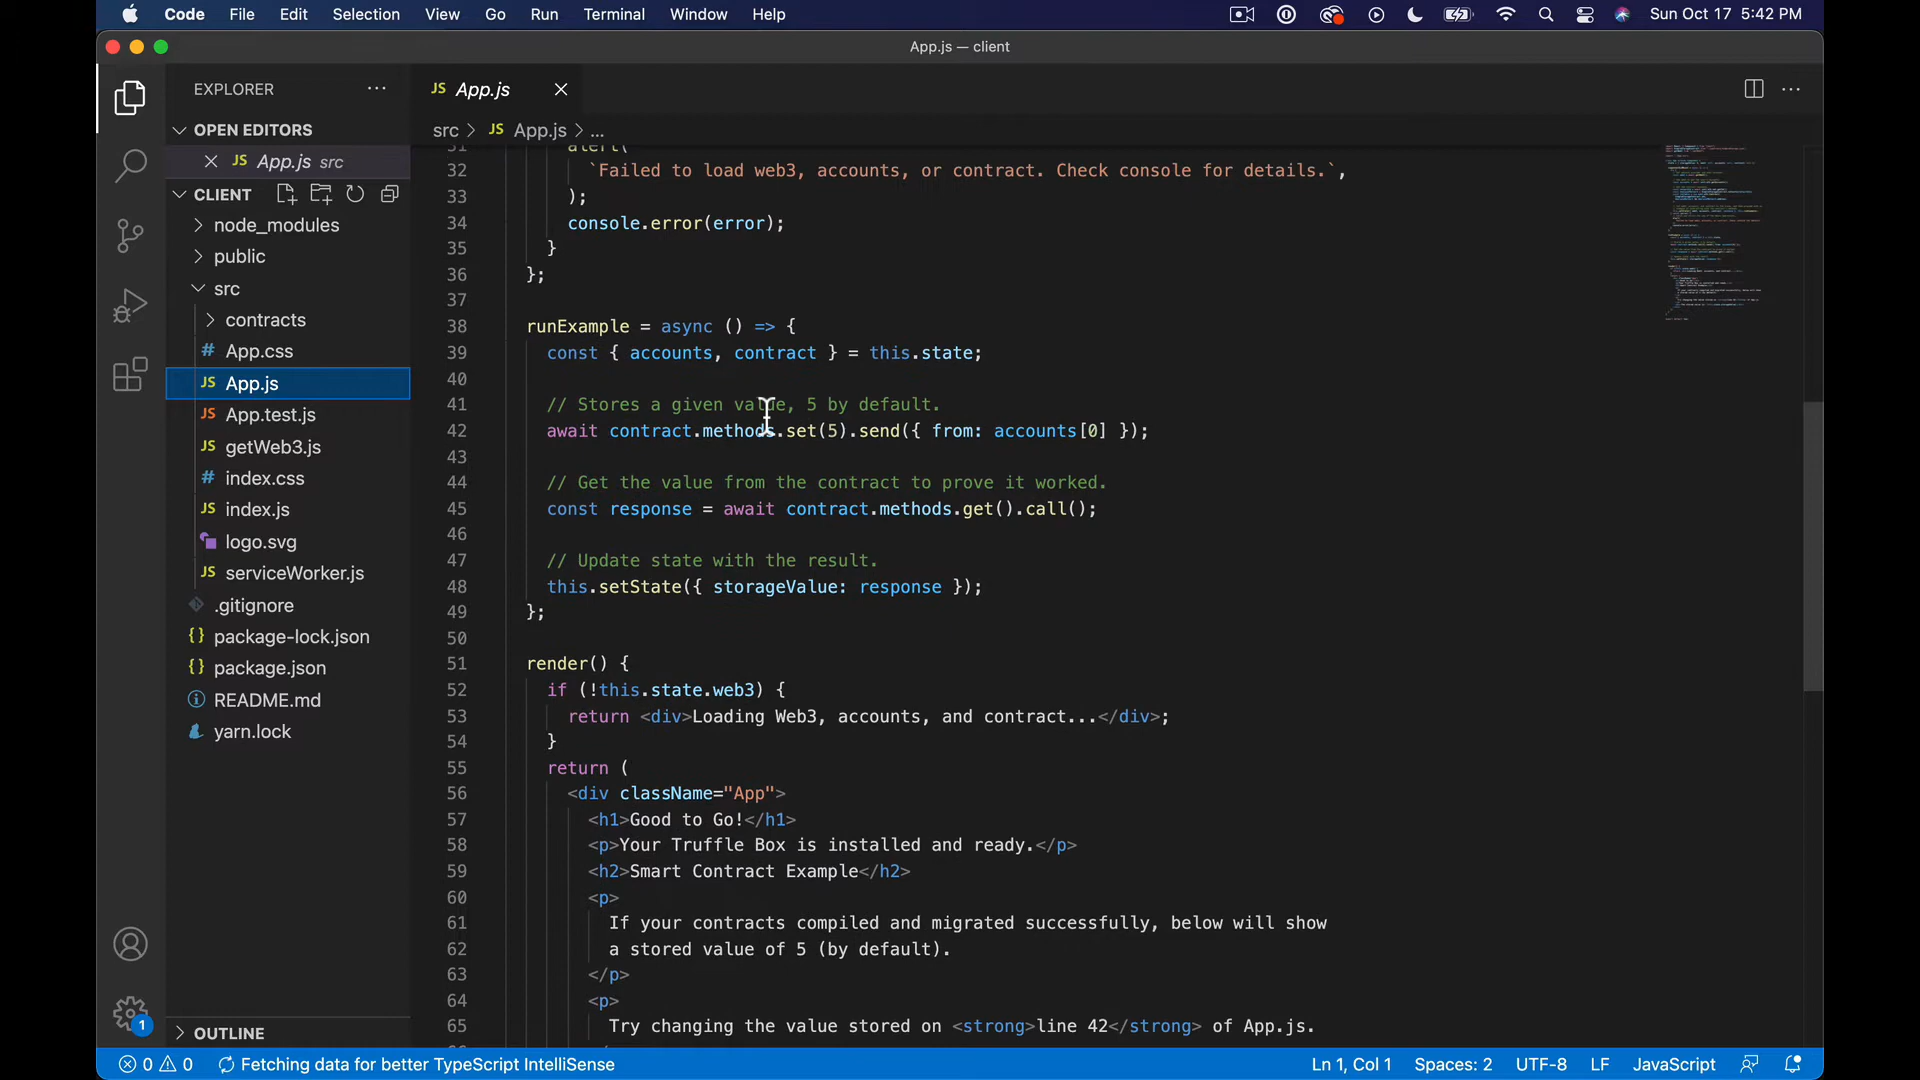 Code File Edit Selection View Go Run Terminal Window Help Sun Oct 17 5:42 PM
App.js — client
EXPLORER
JS App.js
OPEN EDITORS
src > JS App.js > ...
JS App.js src
CLIENT
node_modules
public
src
contracts
# App.css
JS App.js
JS App.test.js
JS getWeb3.js
# index.css
JS index.js
logo.svg
JS serviceWorker.js
.gitignore
{} package-lock.json
{} package.json
README.md
yarn.lock
OUTLINE
1
31 alert(
32 `Failed to load web3, accounts, or contract. Check console for details.`,
33 );
34 console.error(error);
35 }
36 };
37
38 runExample = async () => {
39 const { accounts, contract } = this.state;
40
41 // Stores a given value, 5 by default.
42 await contract.methods.set(5).send({ from: accounts[0] });
43
44 // Get the value from the contract to prove it worked.
45 const response = await contract.methods.get().call();
46
47 // Update state with the result.
48 this.setState({ storageValue: response });
49 };
50
51 render() {
52 if (!this.state.web3) {
53 return <div>Loading Web3, accounts, and contract...</div>;
54 }
55 return (
56 <div className="App">
57 <h1>Good to Go!</h1>
58 <p>Your Truffle Box is installed and ready.</p>
59 <h2>Smart Contract Example</h2>
60 <p>
61 If your contracts compiled and migrated successfully, below will show
62 a stored value of 5 (by default).
63 </p>
64 <p>
65 Try changing the value stored on <strong>line 42</strong> of App.js.
0 0 Fetching data for better TypeScript IntelliSense Ln 1, Col 1 Spaces: 2 UTF-8 LF JavaScript